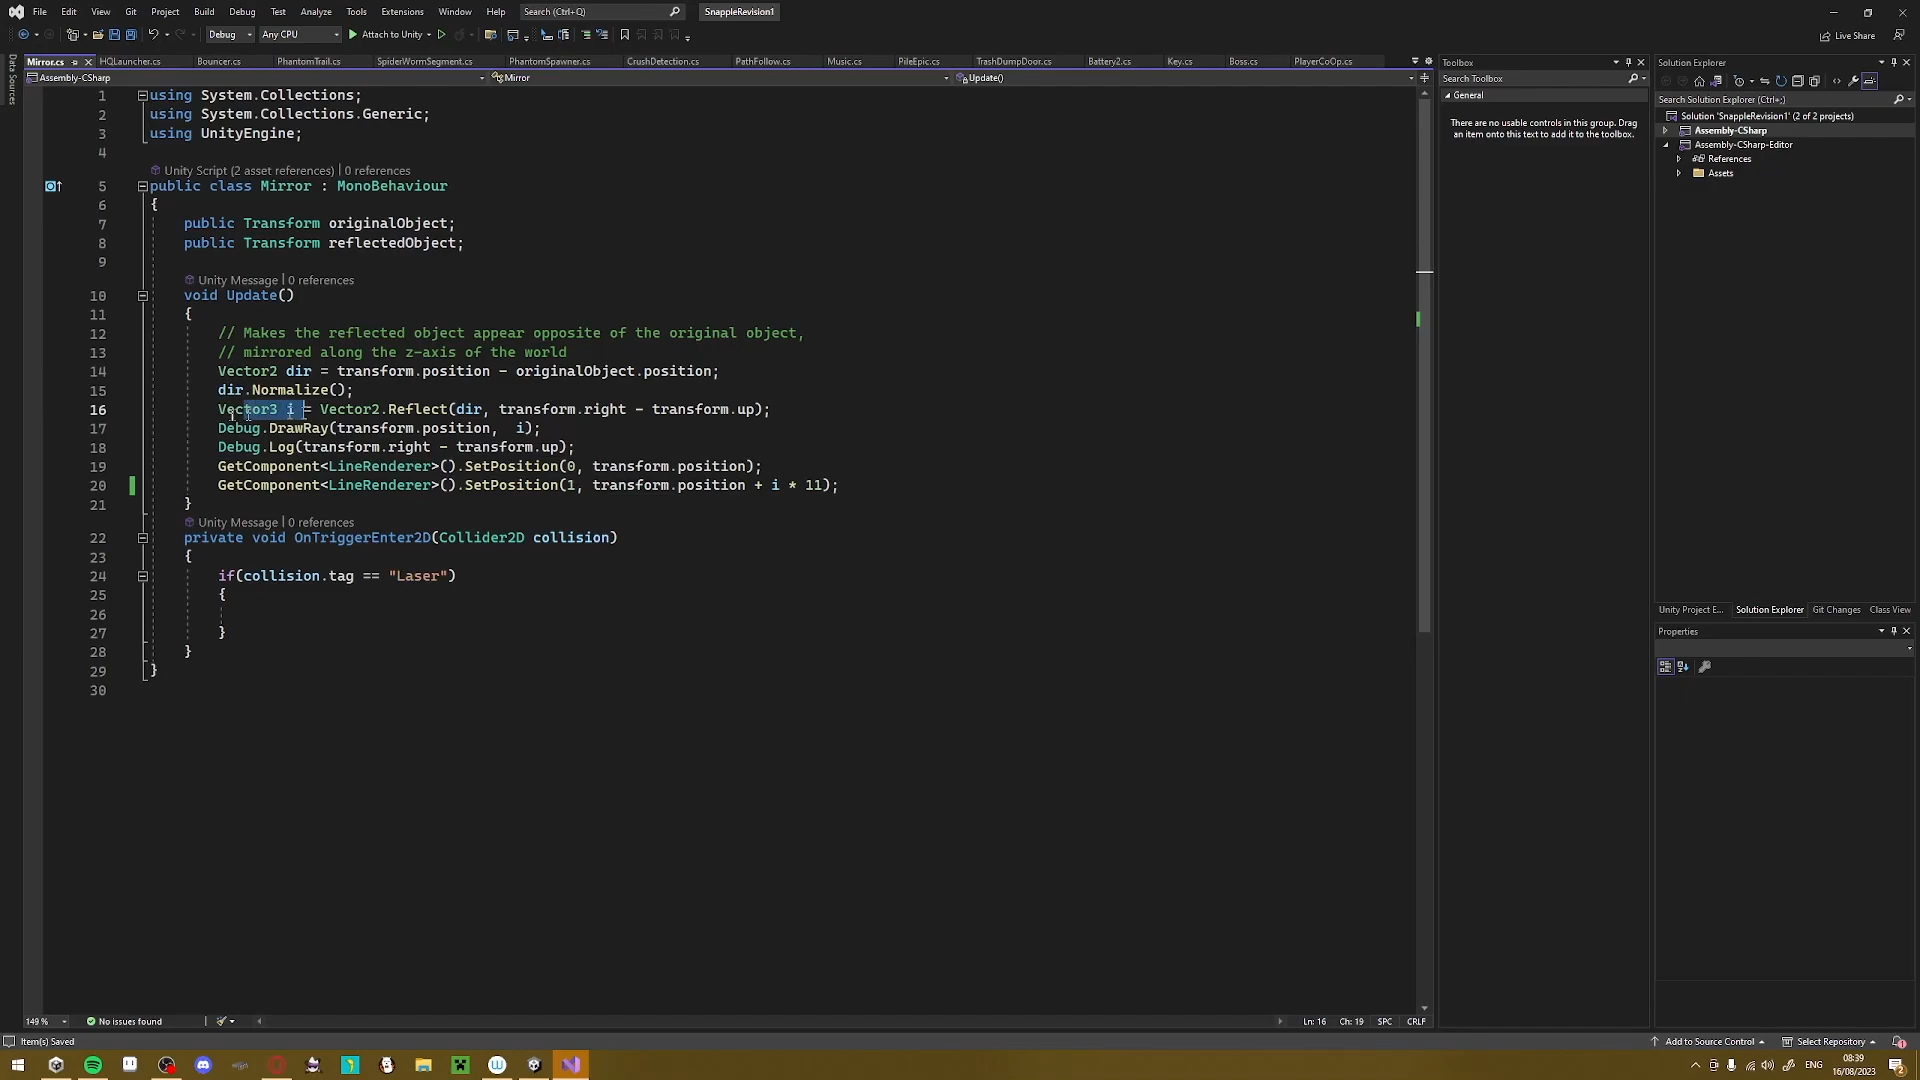 File Edit View Git Project Build Debug Test Analyze Tools Extensions Window Help Search (Ctrl+Q) SnappleRevision1
Debug Any CPU Attach to Unity Live Share
Data Sources
Mirror.cs HQLauncher.cs Bouncer.cs PhantomTrail.cs SpiderWormSegment.cs PhantomSpawner.cs CrushDetection.cs PathFollow.cs Music.cs PileEpic.cs TrashDumpDoor.cs Battery2.cs Key.cs Boss.cs PlayerCoOp.cs
Assembly-CSharp Mirror Update()
1 using System.Collections;
2 using System.Collections.Generic;
3 using UnityEngine;
4
Unity Script (2 asset references) | 0 references
5 public class Mirror : MonoBehaviour
6 {
7 public Transform originalObject;
8 public Transform reflectedObject;
9
Unity Message | 0 references
10 void Update()
11 {
12 // Makes the reflected object appear opposite of the original object,
13 // mirrored along the z-axis of the world
14 Vector2 dir = transform.position - originalObject.position;
15 dir.Normalize();
16 Vector3 i = Vector2.Reflect(dir, transform.right - transform.up);
17 Debug.DrawRay(transform.position,  i);
18 Debug.Log(transform.right - transform.up);
19 GetComponent<LineRenderer>().SetPosition(0, transform.position);
20 GetComponent<LineRenderer>().SetPosition(1, transform.position + i * 11);
21 }
Unity Message | 0 references
22 private void OnTriggerEnter2D(Collider2D collision)
23 {
24 if(collision.tag == "Laser")
25 {
26
27 }
28 }
29 }
30
149 % No issues found Ln: 16 Ch: 19 SPC CRLF
Toolbox
Search Toolbox
General
There are no usable controls in this group. Drag
an item onto this text to add it to the toolbox.
Solution Explorer
Search Solution Explorer (Ctrl+;)
Solution 'SnappleRevision1' (2 of 2 projects)
Assembly-CSharp
Assembly-CSharp-Editor
References
Assets
Unity Project E... Solution Explorer Git Changes Class View
Properties
Item(s) Saved Add to Source Control Select Repository
ENG 08:39
16/08/2023